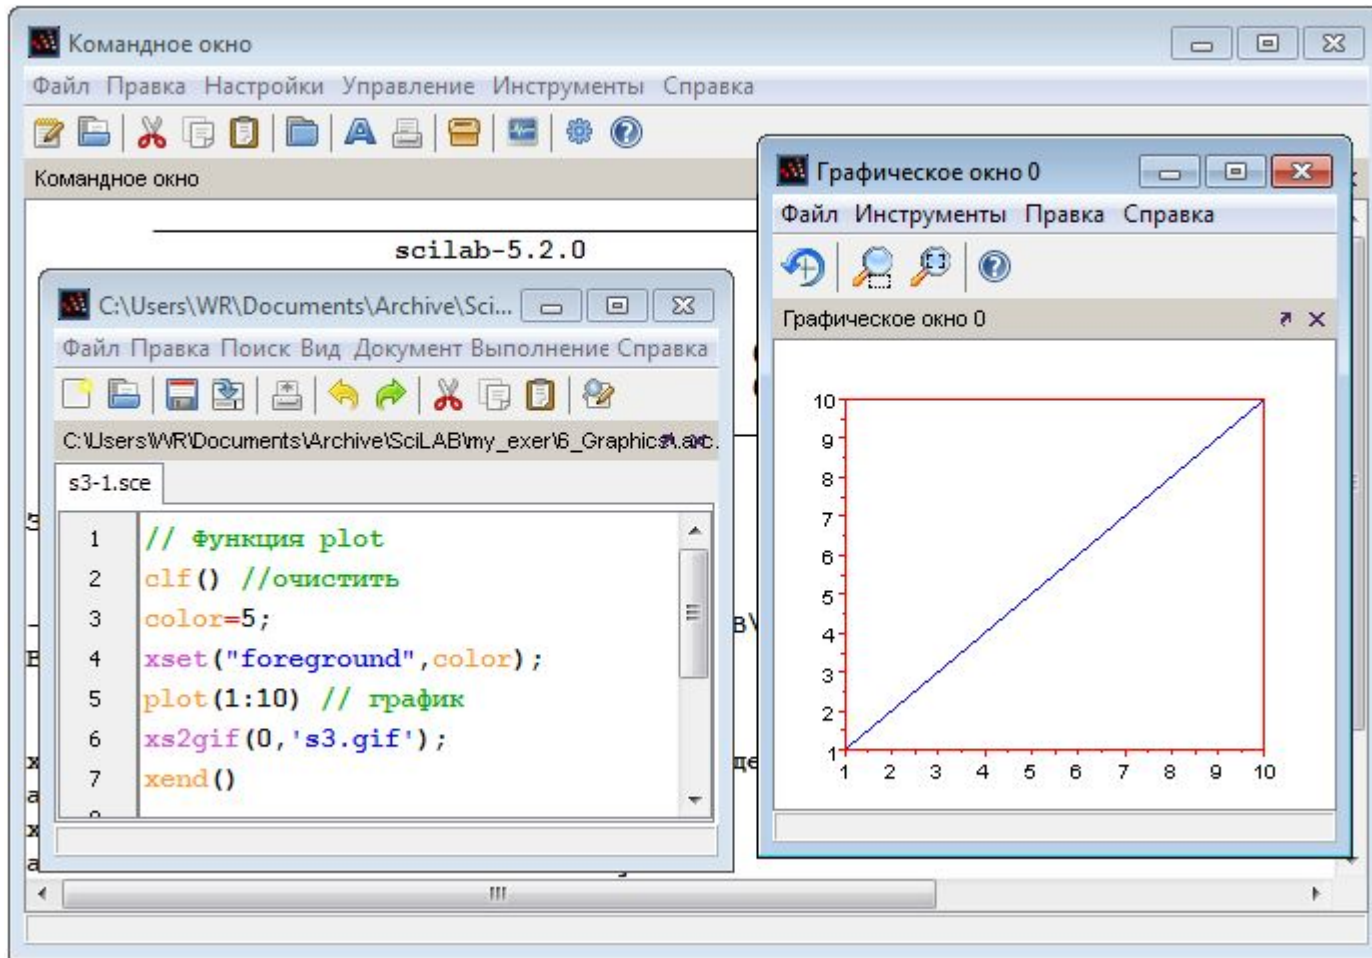 Командное окно
Файл Правка Настройки Управление Инструменты Справка
Командное окно
scilab-5.2.0
C:\Users\WR\Documents\Archive\Sci...
Файл Правка Поиск Вид Документ Выполнение Справка
C:\Users\WR\Documents\Archive\SciLAB\my_exer\6_Graphics\
s3-1.sce
1 // Функция plot
2 clf() //очистить
3 color=5;
4 xset("foreground",color);
5 plot(1:10) // график
6 xs2gif(0,'s3.gif');
7 xend()
Графическое окно 0
Файл Инструменты Правка Справка
Графическое окно 0
10
9
8
7
6
5
4
3
2
1
1 2 3 4 5 6 7 8 9 10